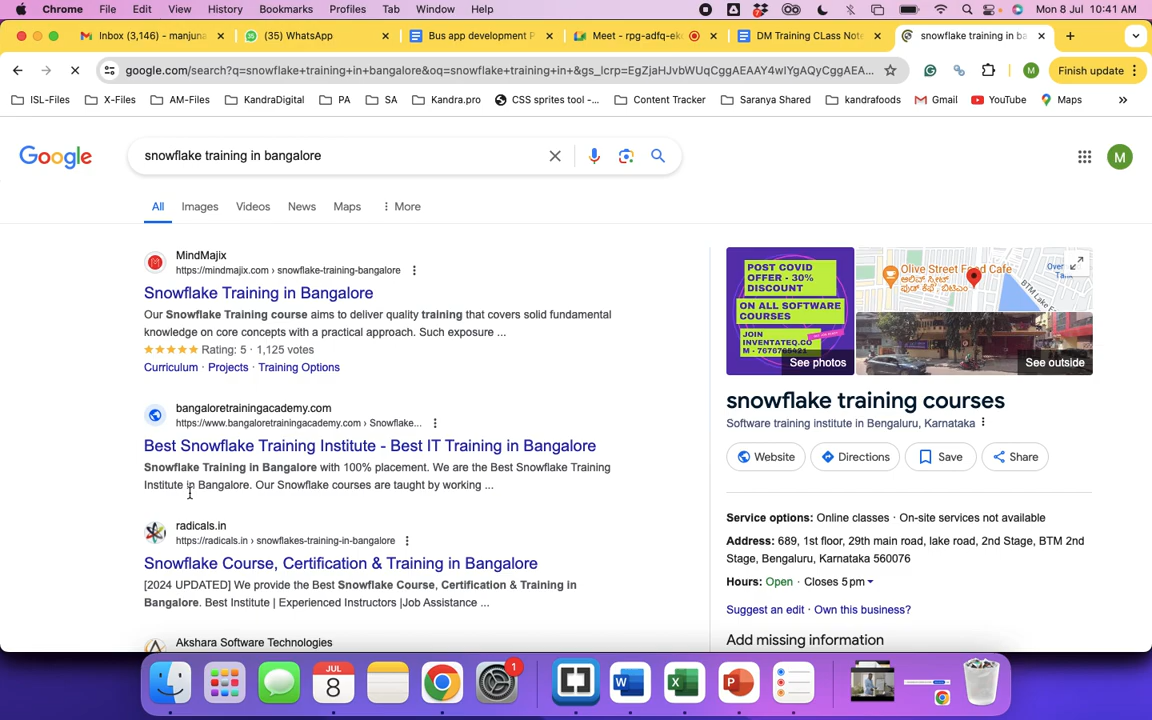 Chrome File Edit View History Bookmarks Profiles Tab Window Help Mon 8 Jul 10:41 AM
Inbox (3,146) - manjuna (35) WhatsApp Bus app development P Meet - rpg-adfq-ek DM Training CLass Note snowflake training in ba
google.com/search?q=snowflake+training+in+bangalore&oq=snowflake+training+in+&gs_lcrp=EgZjaHJvbWUqCggAEAAY4wIYgAQyCggAEA... Finish update
ISL-Files X-Files AM-Files KandraDigital PA SA Kandra.pro CSS sprites tool -... Content Tracker Saranya Shared kandrafoods Gmail YouTube Maps »
Google snowflake training in bangalore M
All Images Videos News Maps More
MindMajix
https://mindmajix.com › snowflake-training-bangalore
Snowflake Training in Bangalore
Our Snowflake Training course aims to deliver quality training that covers solid fundamental
knowledge on core concepts with a practical approach. Such exposure ...
Rating: 5 · 1,125 votes
Curriculum · Projects · Training Options
bangaloretrainingacademy.com
https://www.bangaloretrainingacademy.com › Snowflake...
Best Snowflake Training Institute - Best IT Training in Bangalore
Snowflake Training in Bangalore with 100% placement. We are the Best Snowflake Training
Institute in Bangalore. Our Snowflake courses are taught by working ...
radicals.in
https://radicals.in › snowflakes-training-in-bangalore
Snowflake Course, Certification & Training in Bangalore
[2024 UPDATED] We provide the Best Snowflake Course, Certification & Training in
Bangalore. Best Institute | Experienced Instructors |Job Assistance ...
Akshara Software Technologies
POST COVID
OFFER - 30%
DISCOUNT
ON ALL SOFTWARE
COURSES
JOIN
INVENTATEQ.CO
M - 7676765421
See photos
Olive Street Food Cafe
Over
Tank
See outside
snowflake training courses
Software training institute in Bengaluru, Karnataka
Website Directions Save Share
Service options: Online classes · On-site services not available
Address: 689, 1st floor, 29th main road, lake road, 2nd Stage, BTM 2nd
Stage, Bengaluru, Karnataka 560076
Hours: Open · Closes 5 pm
Suggest an edit · Own this business?
Add missing information
JUL
8
1
W X P